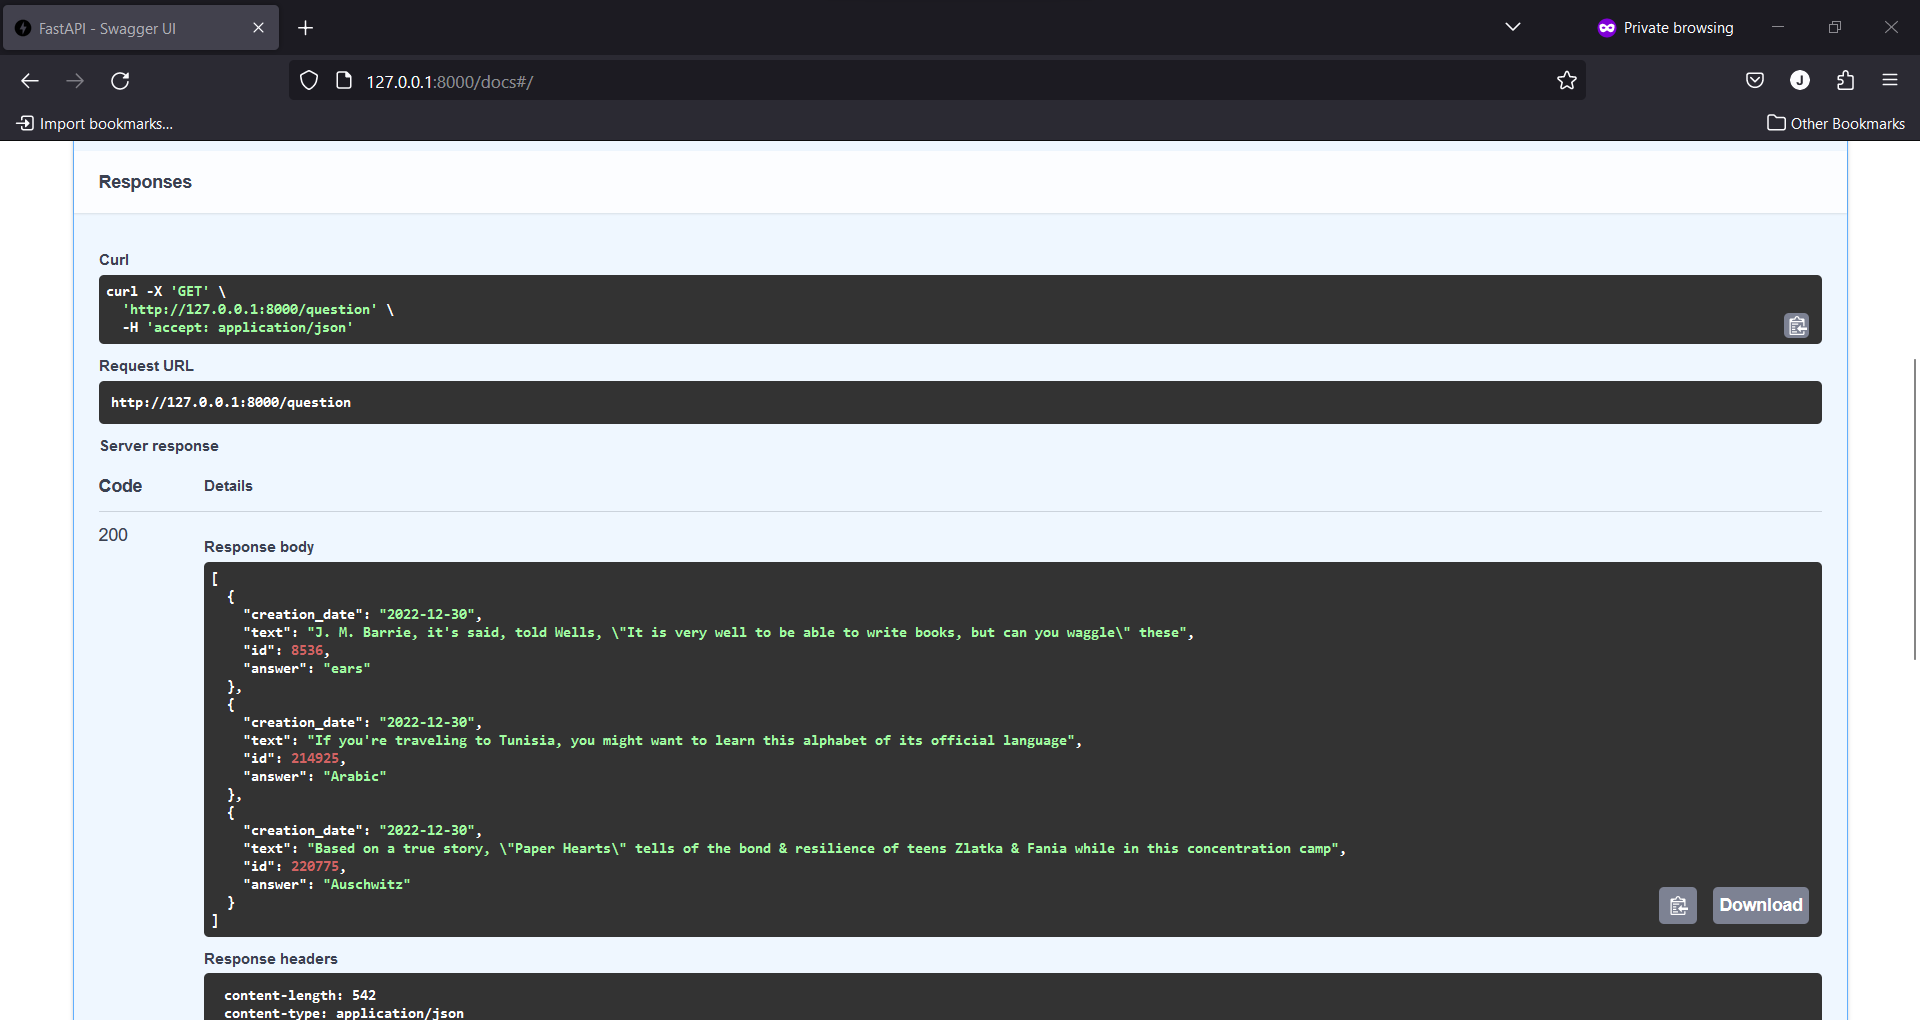 FastAPI - Swagger UI
Private browsing
127.0.0.1:8000/docs#/
J
Import bookmarks...
Other Bookmarks
Responses
Curl
curl -X 'GET' \
  'http://127.0.0.1:8000/question' \
  -H 'accept: application/json'
Request URL
http://127.0.0.1:8000/question
Server response
Code Details
200
Response body
[
  {
    "creation_date": "2022-12-30",
    "text": "J. M. Barrie, it's said, told Wells, \"It is very well to be able to write books, but can you waggle\" these",
    "id": 8536,
    "answer": "ears"
  },
  {
    "creation_date": "2022-12-30",
    "text": "If you're traveling to Tunisia, you might want to learn this alphabet of its official language",
    "id": 214925,
    "answer": "Arabic"
  },
  {
    "creation_date": "2022-12-30",
    "text": "Based on a true story, \"Paper Hearts\" tells of the bond & resilience of teens Zlatka & Fania while in this concentration camp",
    "id": 220775,
    "answer": "Auschwitz"
  }
]
Download
Response headers
content-length: 542
content-type: application/json